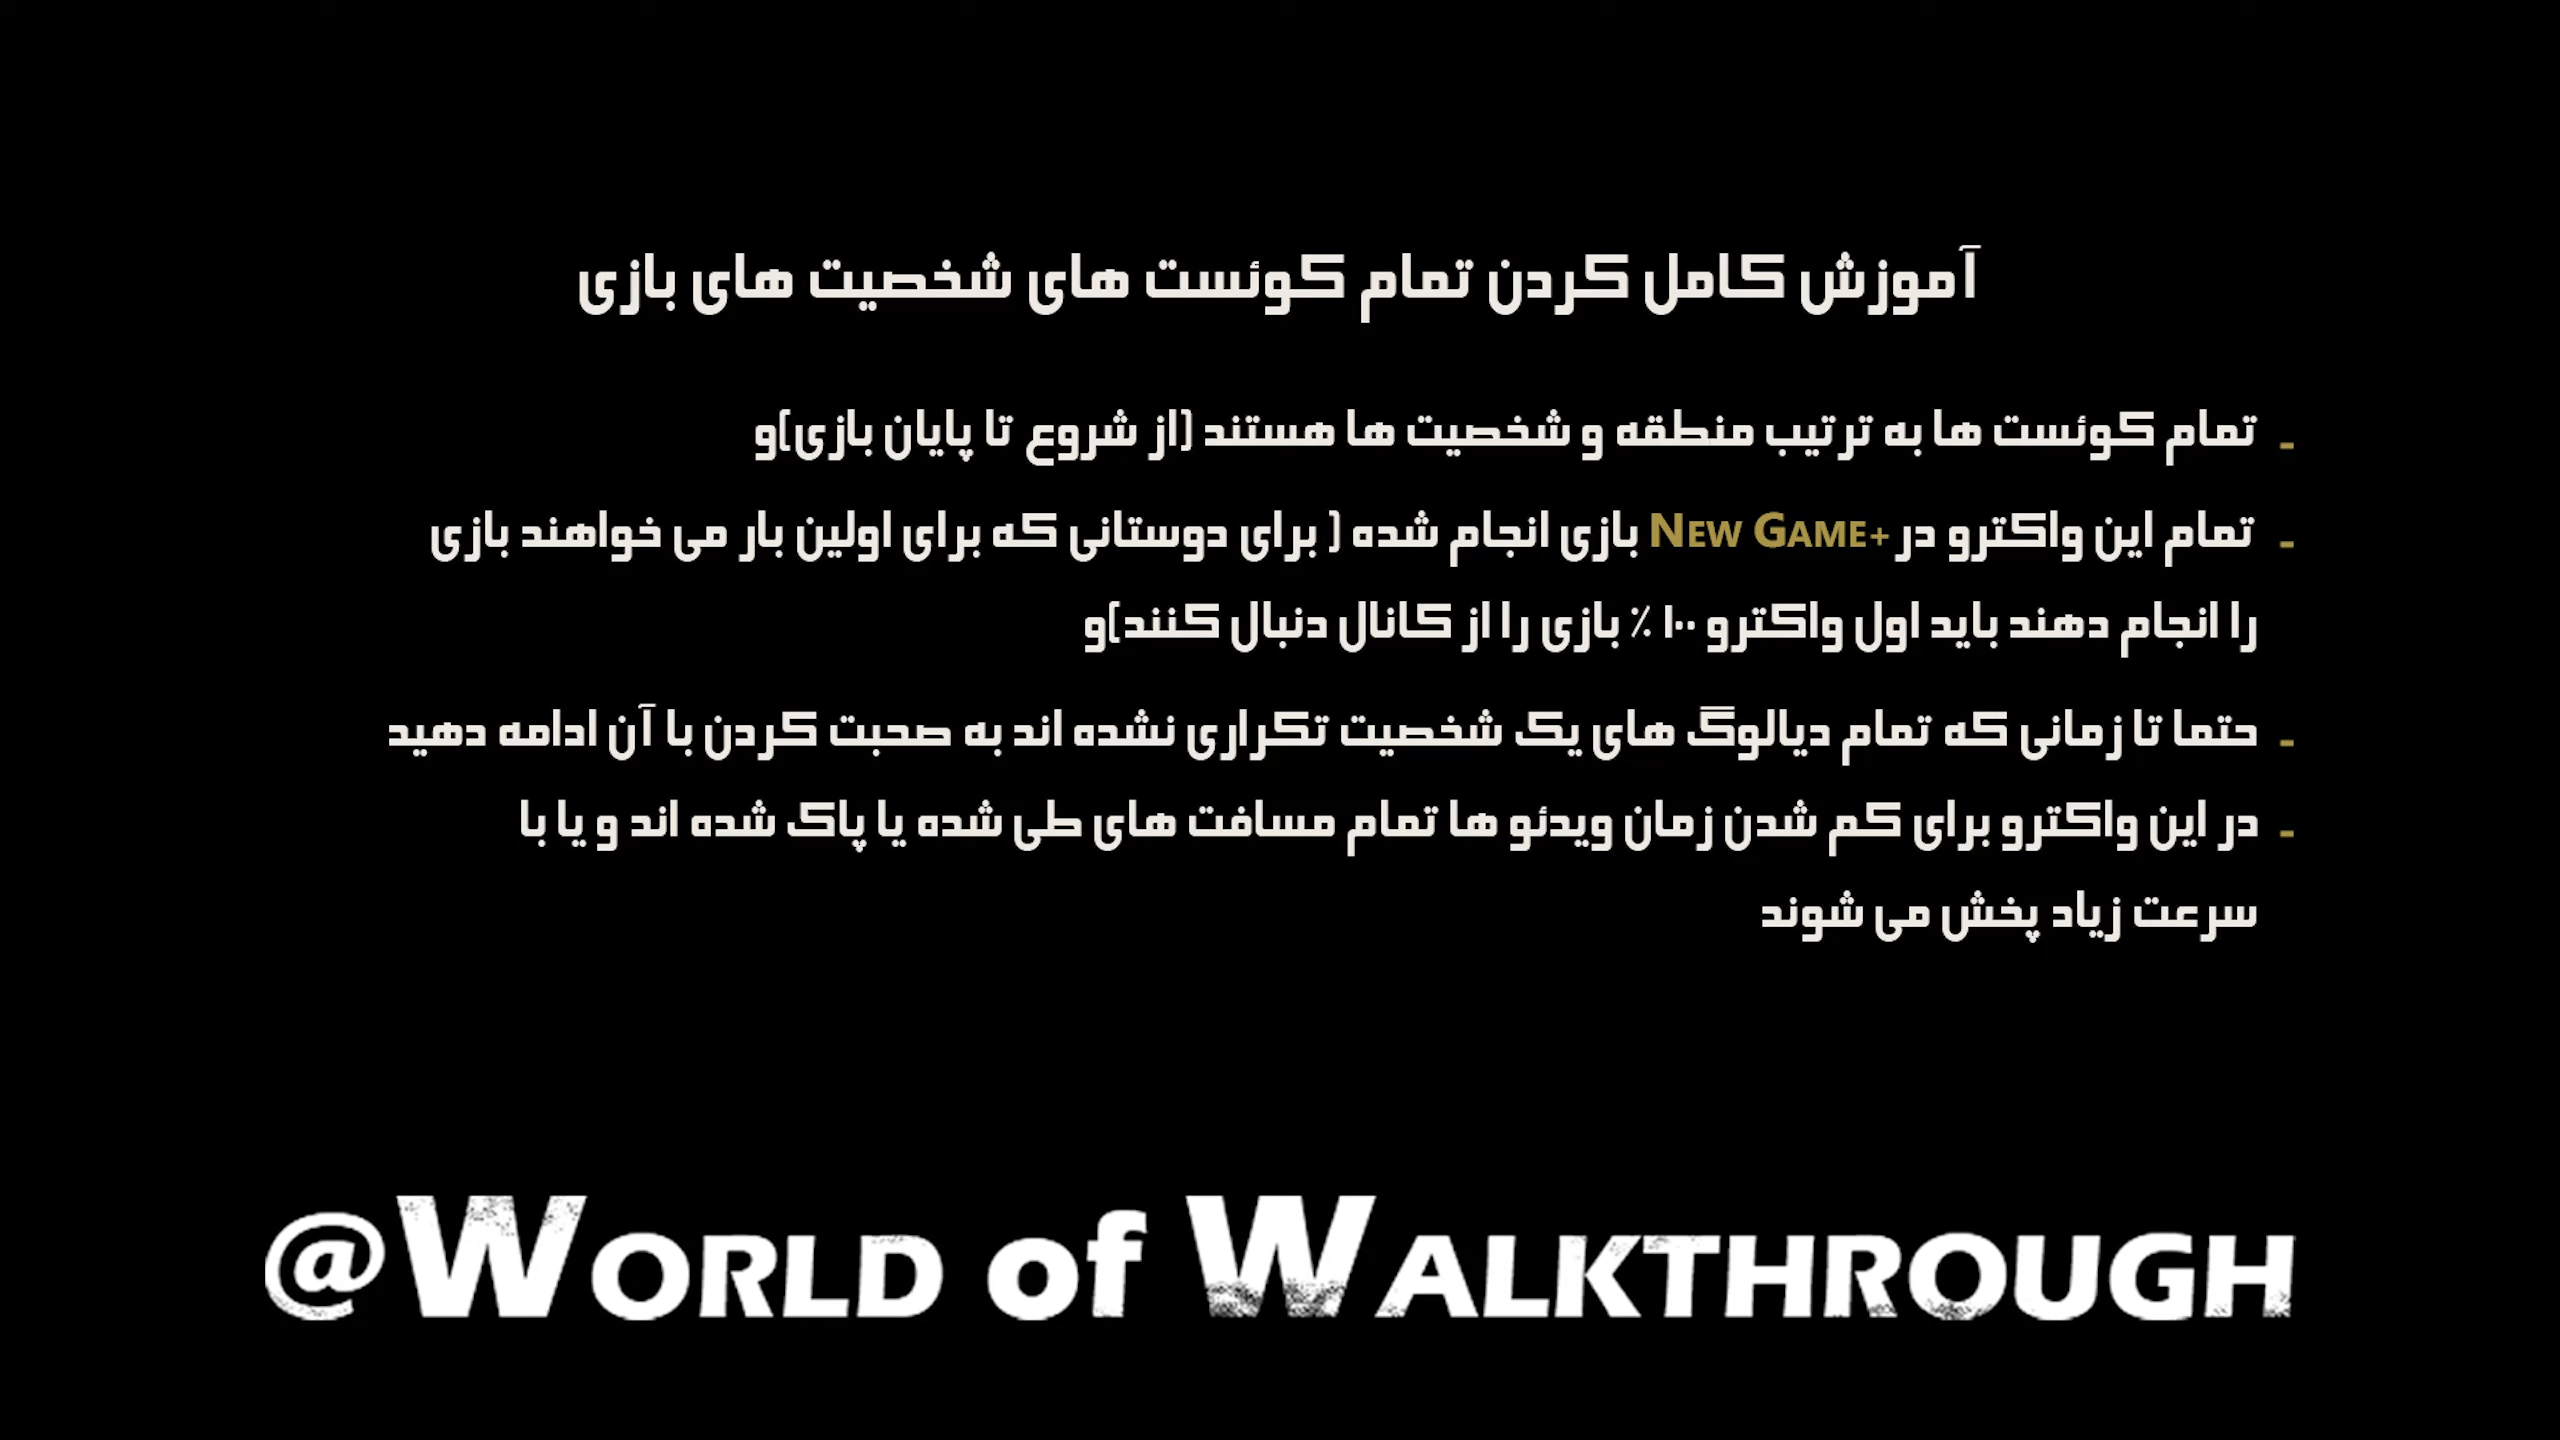 آموزش کامل کردن تمام کوئست های شخصیت های بازی
- تمام کوئست ها به ترتیب منطقه و شخصیت ها هستند (از شروع تا پایان بازی)و
- تمام این واکترو در +NEW GAME بازی انجام شده ( برای دوستانی که برای اولین بار می خواهند بازی
را انجام دهند باید اول واکترو ۱۰۰ ٪ بازی را از کانال دنبال کنند)و
- حتما تا زمانی که تمام دیالوگ های یک شخصیت تکراری نشده اند به صحبت کردن با آن ادامه دهید
- در این واکترو برای کم شدن زمان ویدئو ها تمام مسافت های طی شده یا پاک شده اند و یا با
سرعت زیاد پخش می شوند
@WORLD of WALKTHROUGH